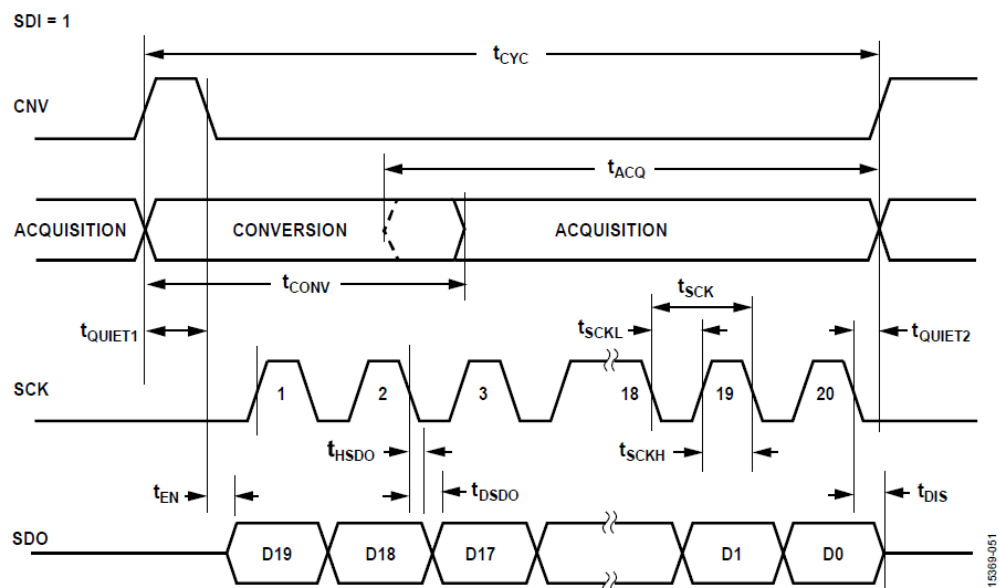 SDI = 1
tCYC
CNV
tACQ
ACQUISITION CONVERSION ACQUISITION
tCONV
tSCK
tQUIET1 tSCKL tQUIET2
SCK 1 2 3 18 19 20
tHSDO tSCKH
tEN tDSDO tDIS
SDO D19 D18 D17 D1 D0
15369-051